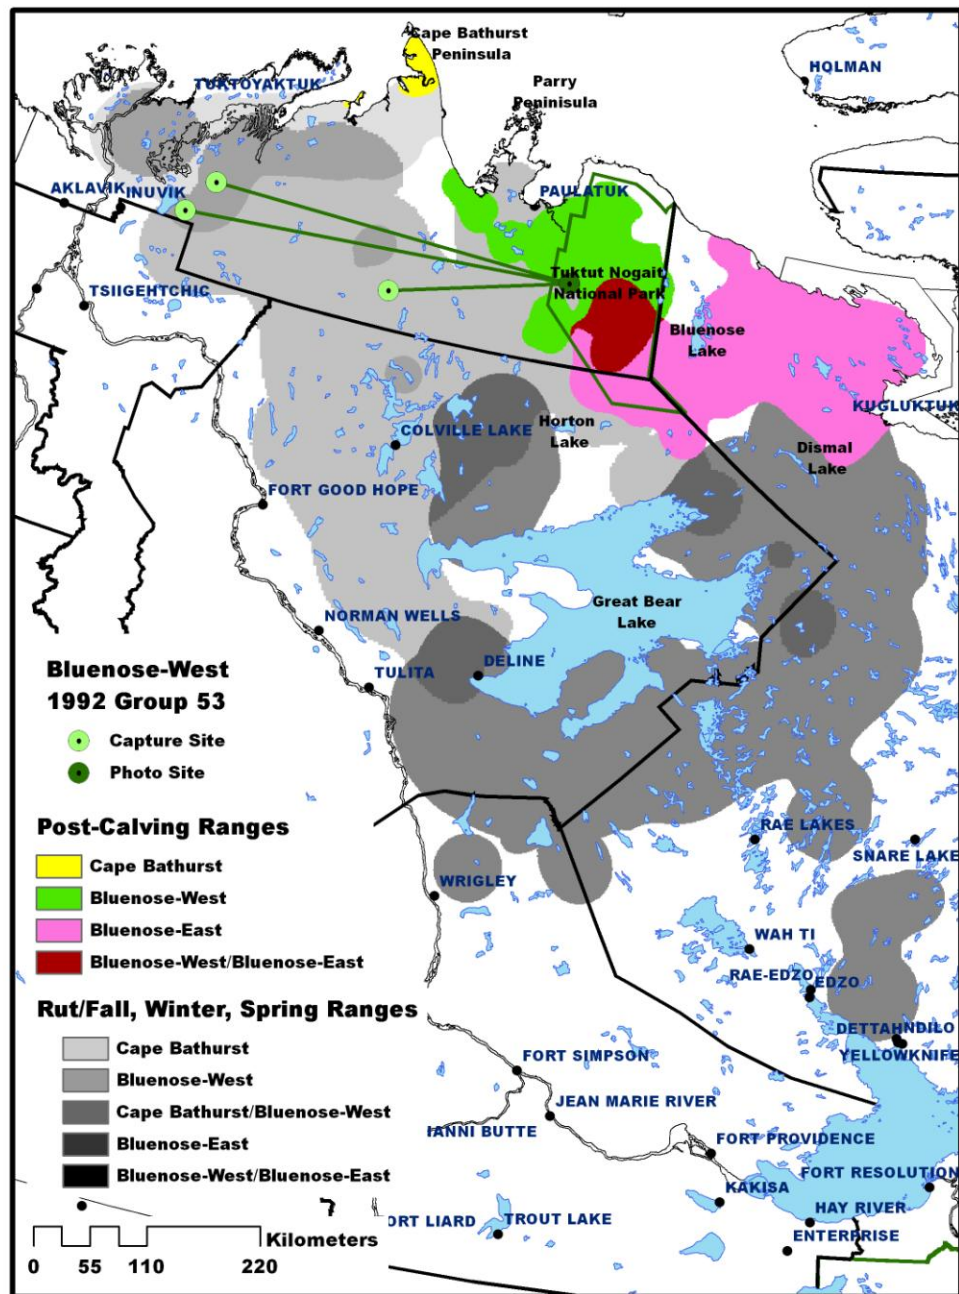 Cape Bathurst
Peninsula
HOLMAN
TUKTOYAKTUK
Parry
Peninisula
AKLAVIK
INUVIK
PAULATUK
Tuktut Nogait
National Park
TSIIGEHTCHIC
Bluenose
Lake
KUGLUKTUK
Horton
Lake
COLVILLE LAKE
Dismal
Lake
FORT GOOD HOPE
Great Bear
Lake
NORMAN WELLS
DELINE
TULITA
Bluenose-West
1992 Group 53
Capture Site
Photo Site
Post-Calving Ranges
Cape Bathurst
Bluenose-West
Bluenose-East
Bluenose-West/Bluenose-East
RAE LAKES
SNARE LAKE
WRIGLEY
WAH TI
RAE-EDZO
EDZO
DETTAH
NDILO
YELLOWKNIFE
Rut/Fall, Winter, Spring Ranges
Cape Bathurst
Bluenose-West
Cape Bathurst/Bluenose-West
Bluenose-East
Bluenose-West/Bluenose-East
FORT SIMPSON
JEAN MARIE RIVER
IANNI BUTTE
FORT PROVIDENCE
FORT RESOLUTION
KAKISA
HAY RIVER
ORT LIARD
TROUT LAKE
ENTERPRISE
Kilometers
0 55 110 220